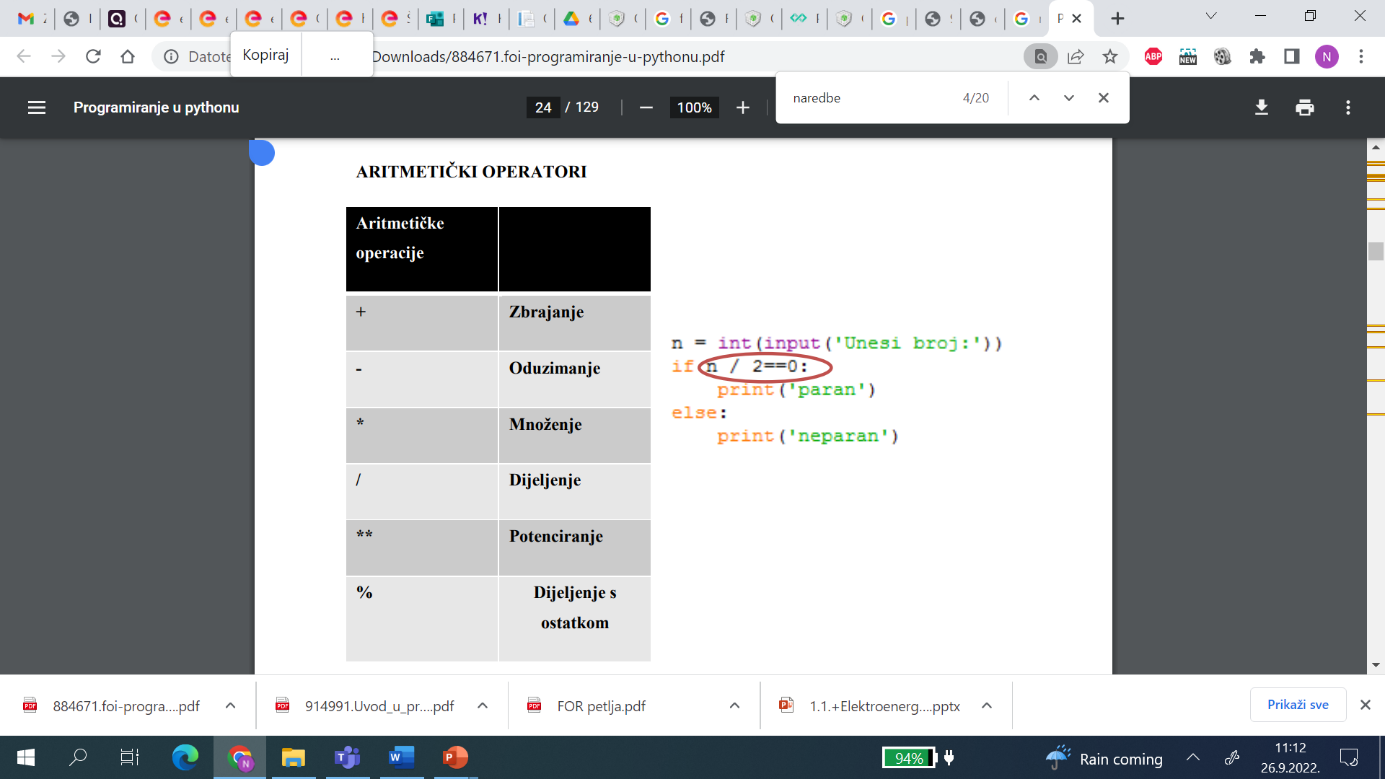 Kopiraj
...
Datote
Downloads/884671.foi-programiranje-u-pythonu.pdf
ABP
NEW
N
Programiranje u pythonu
24 / 129
100%
naredbe
4/20
ARITMETIČKI OPERATORI
Aritmetičke
operacije
+ Zbrajanje
- Oduzimanje
* Množenje
/ Dijeljenje
** Potenciranje
% Dijeljenje s
ostatkom
n = int(input('Unesi broj:'))
if n / 2==0:
print('paran')
else:
print('neparan')
884671.foi-progra....pdf
914991.Uvod_u_pr....pdf
FOR petlja.pdf
1.1.+Elektroenerg....pptx
Prikaži sve
94%
Rain coming
11:12
26.9.2022.